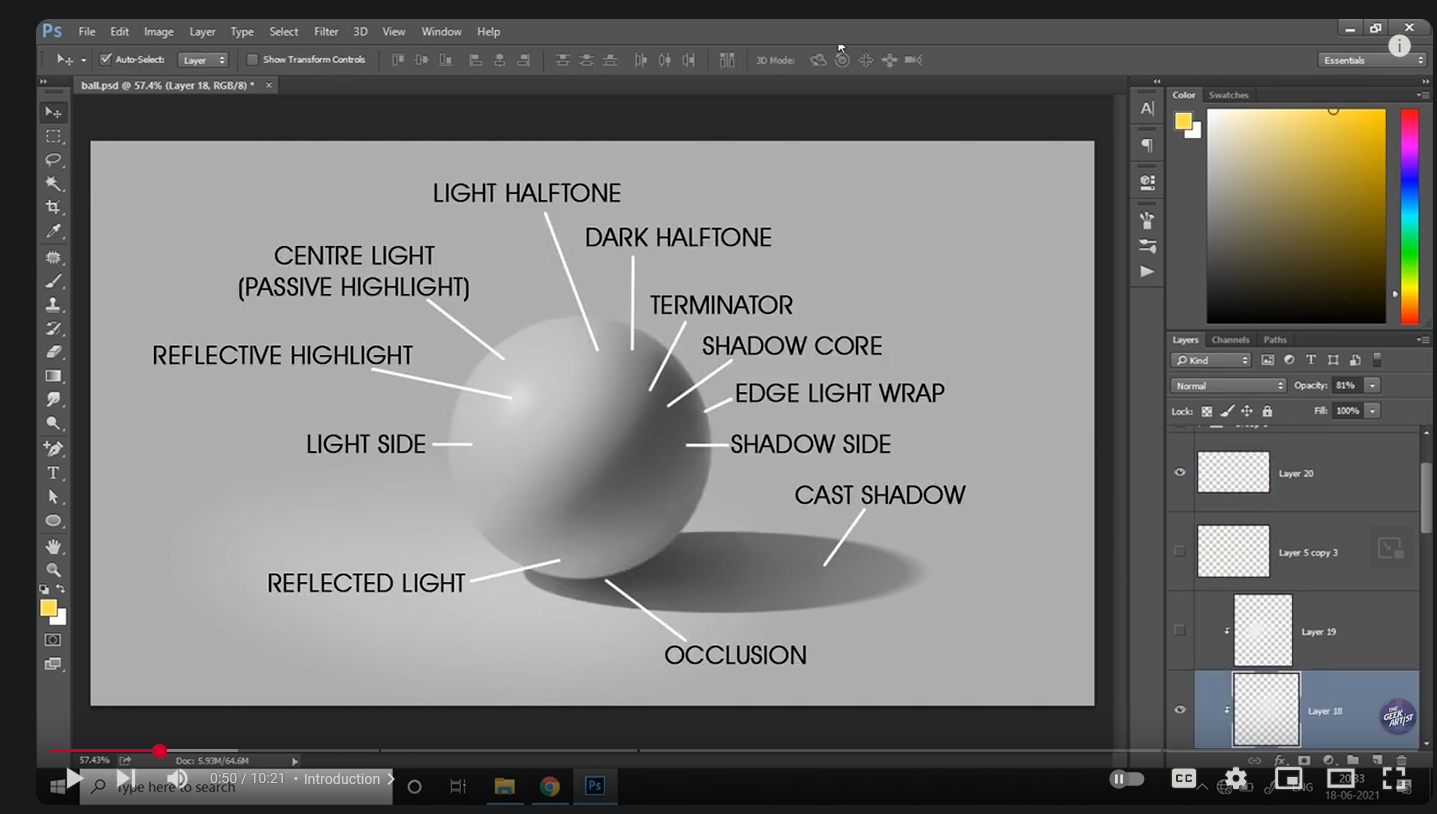 Ps File Edit Image Layer Type Select Filter 3D View Window Help
Auto-Select: Layer Show Transform Controls 3D Mode: Essentials
ball.psd @ 57.4% (Layer 18, RGB/8) * ×
Color Swatches
LIGHT HALFTONE
DARK HALFTONE
CENTRE LIGHT
(PASSIVE HIGHLIGHT)
TERMINATOR
SHADOW CORE
REFLECTIVE HIGHLIGHT
EDGE LIGHT WRAP
LIGHT SIDE
SHADOW SIDE
CAST SHADOW
REFLECTED LIGHT
OCCLUSION
Layers Channels Paths
Kind
Normal Opacity: 81%
Lock: Fill: 100%
Layer 20
Layer 5 copy 3
Layer 19
Layer 18
THE
GEEK
ARTIST
57.43% Doc: 5.93M/64.6M
0:50 / 10:21 • Introduction
Type here to search
Ps
CC
ENG
20:33
18-06-2021